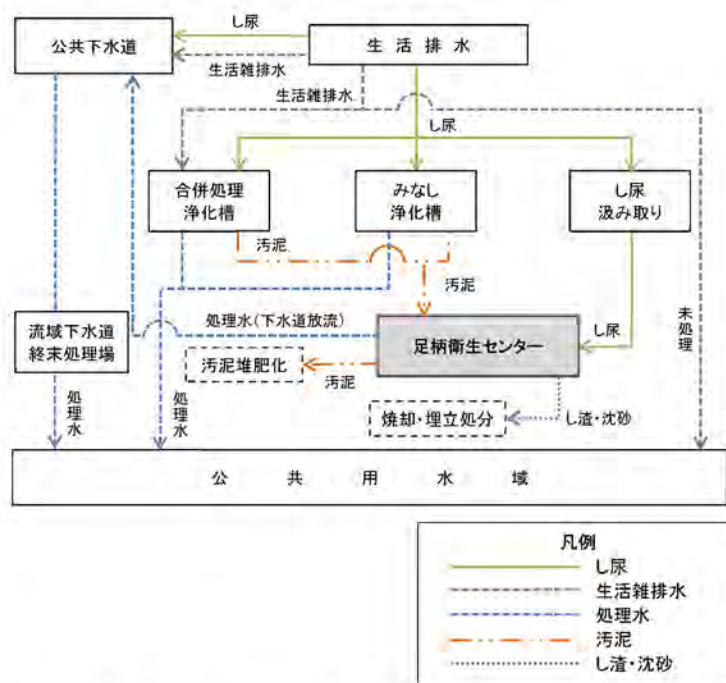 し尿
公共下水道
生活排水
生活雑排水
生活雑排水
し尿
合併処理
浄化槽
みなし
浄化槽
し尿
汲み取り
汚泥
汚泥
処理水(下水道放流)
し尿
未処理
流域下水道
終末処理場
足柄衛生センター
汚泥堆肥化
汚泥
処理水
処理水
焼却・埋立処分
し渣・沈砂
公共用水域
凡例
し尿
生活雑排水
処理水
汚泥
し渣・沈砂